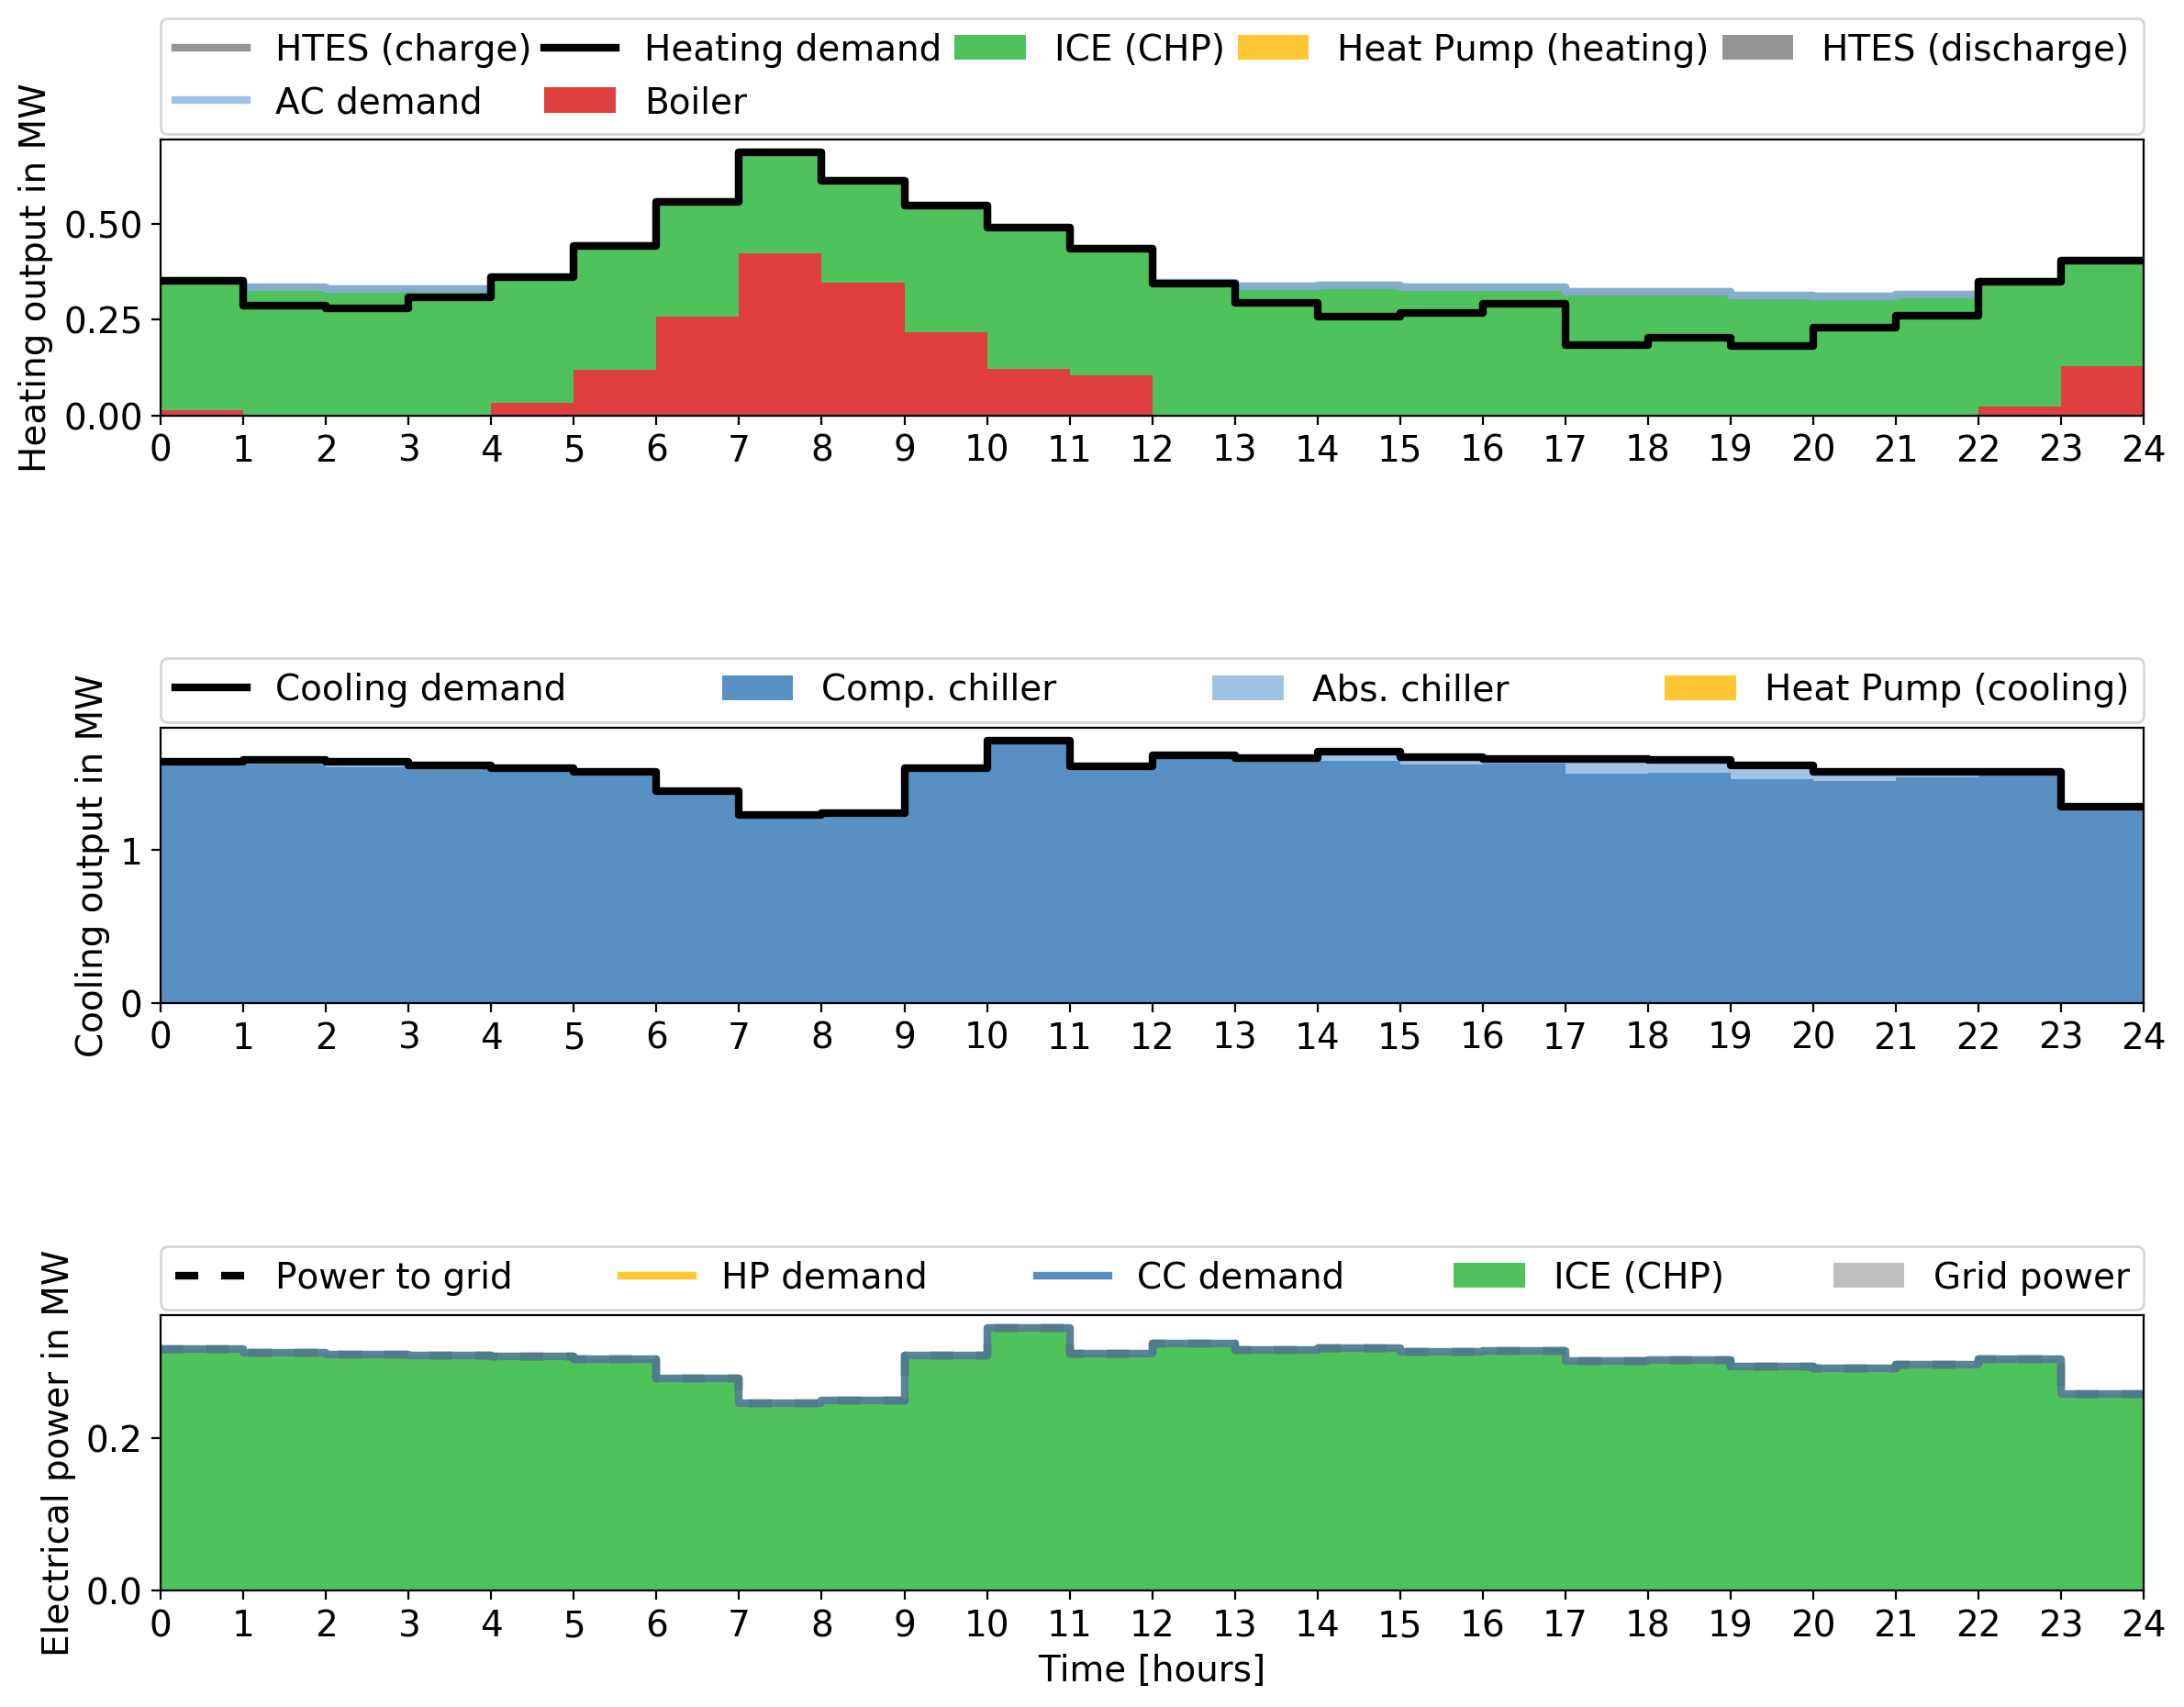 HTES (charge) Heating demand ICE (CHP) Heat Pump (heating) HTES (discharge)
AC demand Boiler
Heating output in MW
0.50
0.25
0.00
0 1 2 3 4 5 6 7 8 9 10 11 12 13 14 15 16 17 18 19 20 21 22 23 24
Cooling demand Comp. chiller Abs. chiller Heat Pump (cooling)
Cooling output in MW
1
0
0 1 2 3 4 5 6 7 8 9 10 11 12 13 14 15 16 17 18 19 20 21 22 23 24
Power to grid HP demand CC demand ICE (CHP) Grid power
Electrical power in MW
0.2
0.0
0 1 2 3 4 5 6 7 8 9 10 11 12 13 14 15 16 17 18 19 20 21 22 23 24
Time [hours]